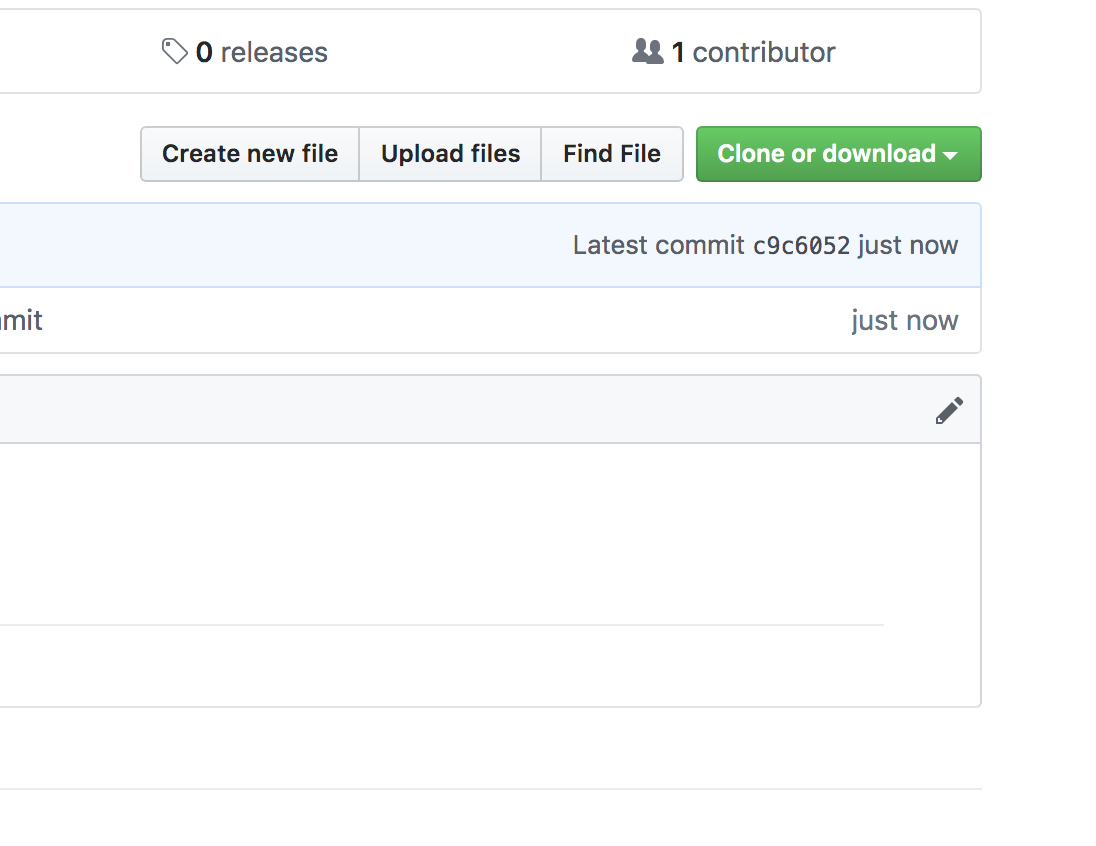 0 releases 1 contributor
Create new file Upload files Find File Clone or download
Latest commit c9c6052 just now
mit just now